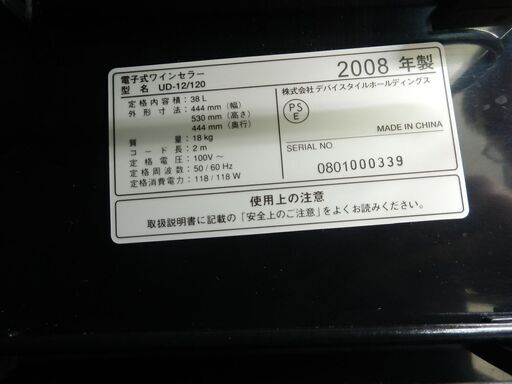 電子式ワインセラー
型 名 UD-12/120
定格内容積：38 L
外形寸法：444 mm（幅）
530 mm（高さ）
444 mm（奥行）
質 量：18 kg
コード長：2 m
定格電圧：100V ～
定格周波数：50 / 60 Hz
定格消費電力：118 / 118 W
2008 年製
株式会社デバイスタイルホールディングス
PS
E
MADE IN CHINA
SERIAL NO.
0801000339
使用上の注意
取扱説明書に記載の「安全上のご注意」をよくお読みください。